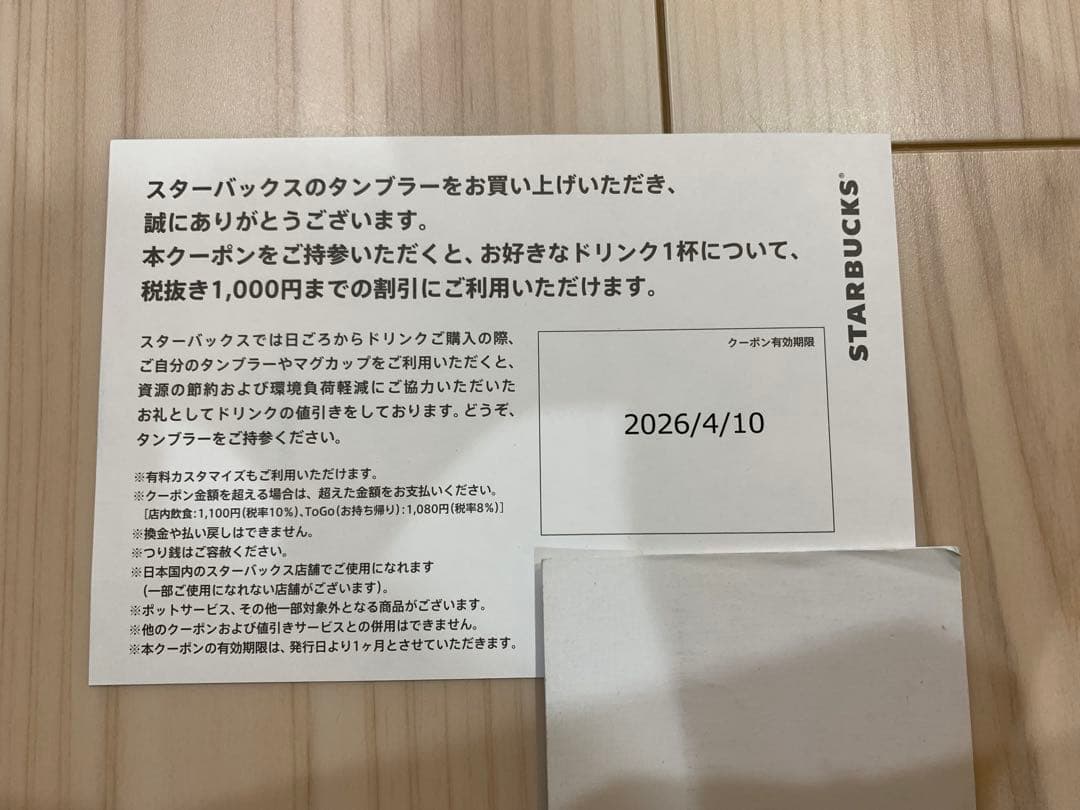 スターバックスのタンブラーをお買い上げいただき、
誠にありがとうございます。
本クーポンをご持参いただくと、お好きなドリンク1杯について、
税抜き1,000円までの割引にご利用いただけます。
STARBUCKS®
スターバックスでは日ごろからドリンクご購入の際、
ご自分のタンブラーやマグカップをご利用いただくと、
資源の節約および環境負荷軽減にご協力いただいた
お礼としてドリンクの値引きをしております。どうぞ、
タンブラーをご持参ください。
クーポン有効期限
2026/4/10
※有料カスタマイズもご利用いただけます。
※クーポン金額を超える場合は、超えた金額をお支払いください。
[店内飲食:1,100円(税率10%)、ToGo(お持ち帰り):1,080円(税率8%)]
※換金や払い戻しはできません。
※つり銭はご容赦ください。
※日本国内のスターバックス店舗でご使用になれます
(一部ご使用になれない店舗がございます)。
※ポットサービス、その他一部対象外となる商品がございます。
※他のクーポンおよび値引きサービスとの併用はできません。
※本クーポンの有効期限は、発行日より1ヶ月とさせていただきます。